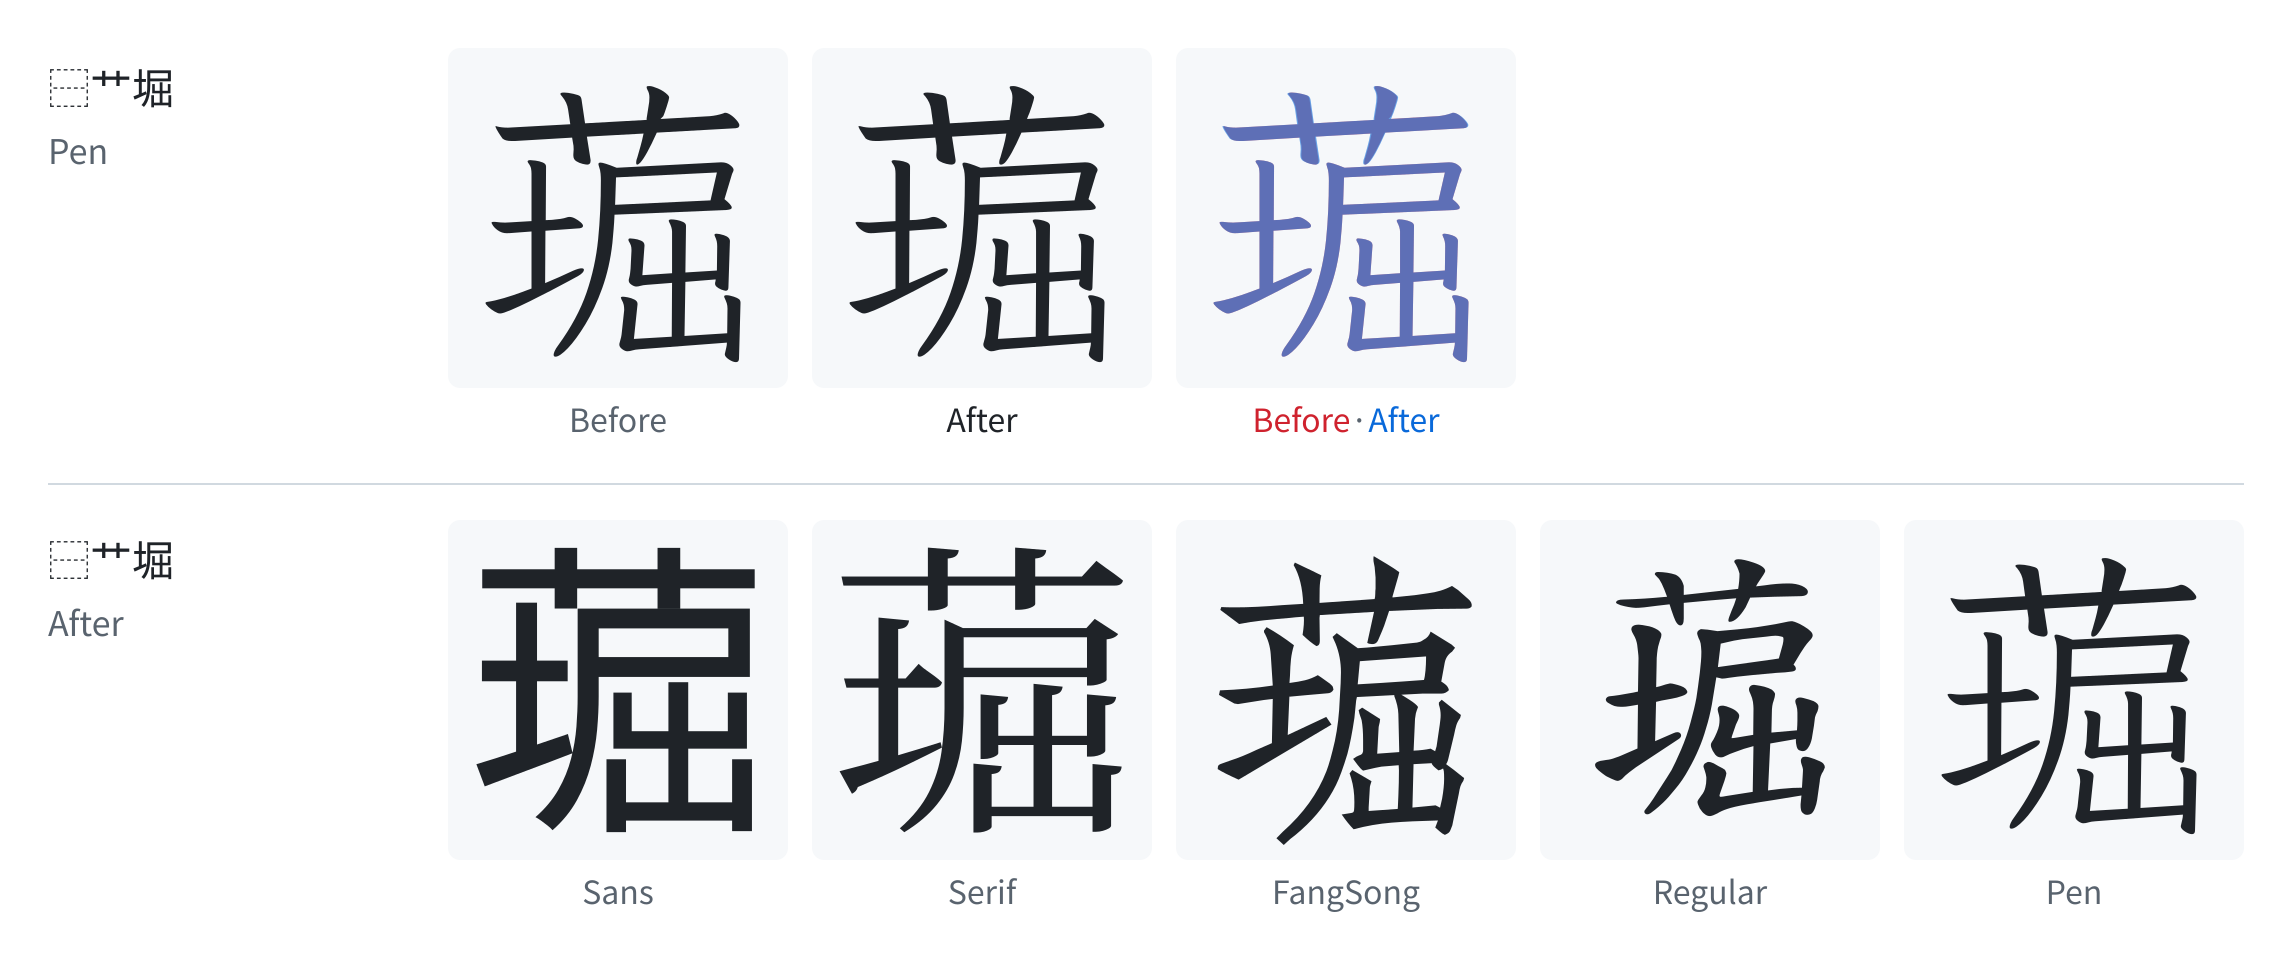 ⿱艹堀
Pen
Before
After
Before · After
⿱艹堀
After
Sans
Serif
FangSong
Regular
Pen